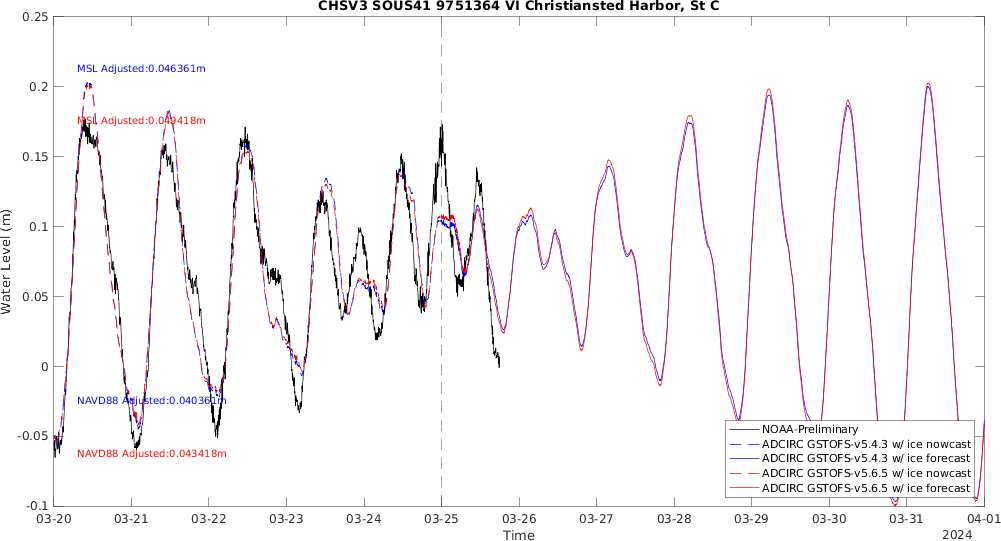 CHSV3 SOUS41 9751364 VI Christiansted Harbor, St C
0.25
0.2
0.15
0.1
0.05
0
-0.05
-0.1
Water Level (m)
MSL Adjusted:0.046361m
MSL Adjusted:0.049418m
NAVD88 Adjusted:0.040361m
NAVD88 Adjusted:0.043418m
NOAA-Preliminary
ADCIRC GSTOFS-v5.4.3 w/ ice nowcast
ADCIRC GSTOFS-v5.4.3 w/ ice forecast
ADCIRC GSTOFS-v5.6.5 w/ ice nowcast
ADCIRC GSTOFS-v5.6.5 w/ ice forecast
03-20 03-21 03-22 03-23 03-24 03-25 03-26 03-27 03-28 03-29 03-30 03-31 04-01
Time
2024